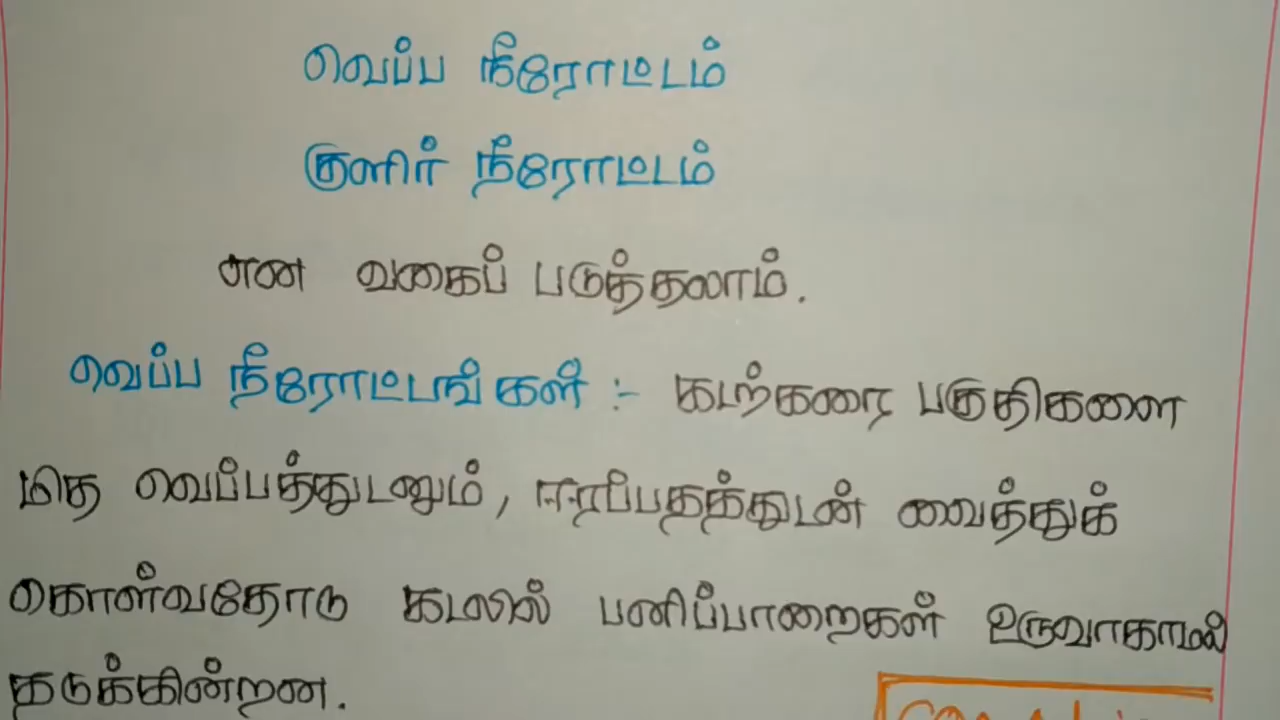 வெப்ப நீரோட்டம்
குளிர் நீரோட்டம்
என வகைப் படுத்தலாம்.
வெப்ப நீரோட்டங்கள் :- கடற்கரை பகுதிகளை
மித வெப்பத்துடனும், ஈரப்பதத்துடன் வைத்துக்
கொள்வதோடு கடலில் பனிப்பாறைகள் உருவாகாமல்
தடுக்கின்றன.